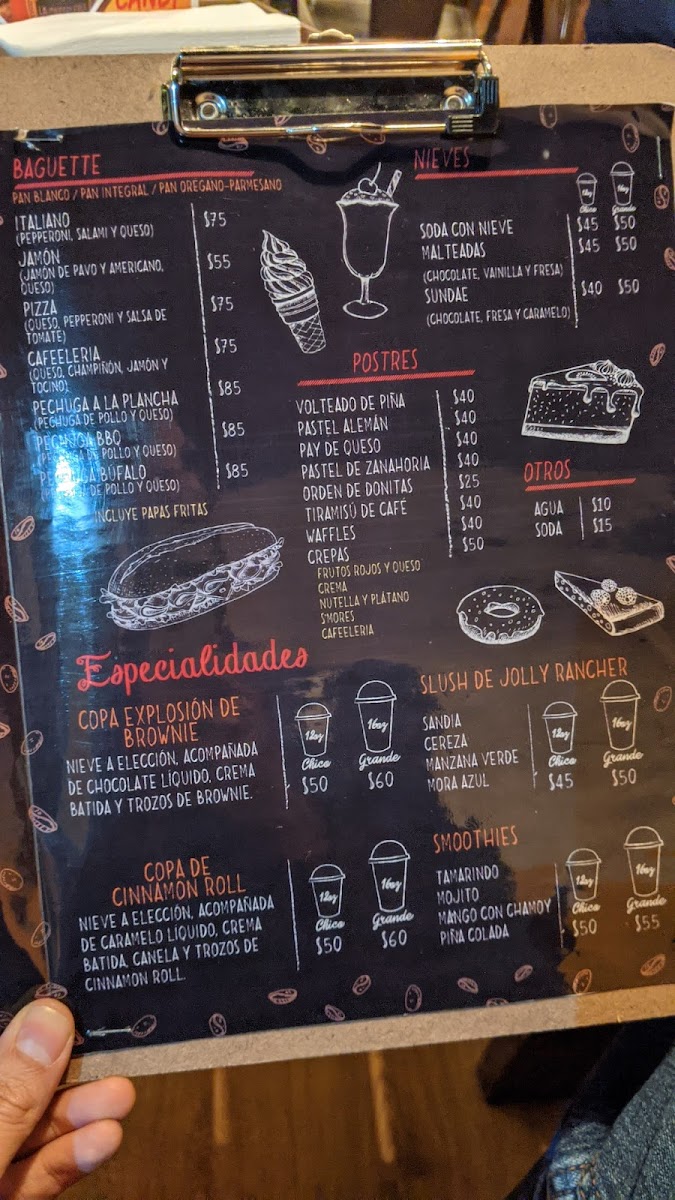 CANDY
BAGUETTE
PAN BLANCO / PAN INTEGRAL / PAN OREGANO-PARMESANO
ITALIANO $75
(PEPPERONI, SALAMI Y QUESO)
JAMÓN $55
(JAMÓN DE PAVO Y AMERICANO,
QUESO)
PIZZA $75
(QUESO, PEPPERONI Y SALSA DE
TOMATE)
CAFEELERIA $75
(QUESO, CHAMPIÑÓN, JAMÓN Y
TOCINO)
PECHUGA A LA PLANCHA $85
(PECHUGA DE POLLO Y QUESO)
PECHUGA BBQ $85
(PECHUGA DE POLLO Y QUESO)
PECHUGA BÚFALO $85
DE POLLO Y QUESO)
INCLUYE PAPAS FRITAS
NIEVES
12oz 16oz
Chico Grande
SODA CON NIEVE $45 $50
MALTEADAS $45 $50
(CHOCOLATE, VAINILLA Y FRESA)
SUNDAE $40 $50
(CHOCOLATE, FRESA Y CARAMELO)
POSTRES
VOLTEADO DE PIÑA $40
PASTEL ALEMÁN $40
PAY DE QUESO $40
PASTEL DE ZANAHORIA $40
ORDEN DE DONITAS $25
TIRAMISÚ DE CAFÉ $40
WAFFLES $40
CREPAS $50
FRUTOS ROJOS Y QUESO
CREMA
NUTELLA Y PLÁTANO
S'MORES
CAFEELERIA
OTROS
AGUA $10
SODA $15
Especialidades
COPA EXPLOSIÓN DE
BROWNIE
NIEVE A ELECCIÓN, ACOMPAÑADA
DE CHOCOLATE LÍQUIDO, CREMA
BATIDA Y TROZOS DE BROWNIE.
12oz 16oz
Chico Grande
$50 $60
COPA DE
CINNAMON ROLL
NIEVE A ELECCIÓN, ACOMPAÑADA
DE CARAMELO LÍQUIDO, CREMA
BATIDA, CANELA Y TROZOS DE
CINNAMON ROLL.
12oz 16oz
Chico Grande
$50 $60
SLUSH DE JOLLY RANCHER
SANDIA
CEREZA
MANZANA VERDE
MORA AZUL
12oz 16oz
Chico Grande
$45 $50
SMOOTHIES
TAMARINDO
MOJITO
MANGO CON CHAMOY
PIÑA COLADA
12oz 16oz
Chico Grande
$50 $55